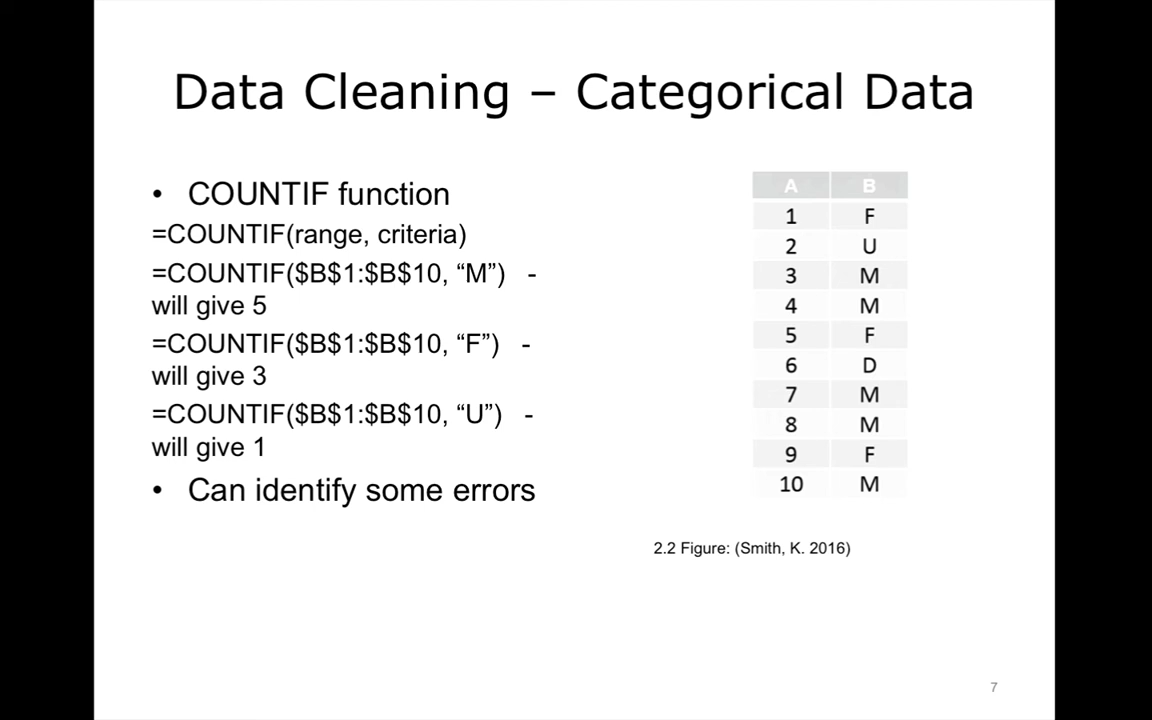 Data Cleaning – Categorical Data
• COUNTIF function
=COUNTIF(range, criteria)
=COUNTIF($B$1:$B$10, “M”) -
will give 5
=COUNTIF($B$1:$B$10, “F”) -
will give 3
=COUNTIF($B$1:$B$10, “U”) -
will give 1
• Can identify some errors
A B
1 F
2 U
3 M
4 M
5 F
6 D
7 M
8 M
9 F
10 M
2.2 Figure: (Smith, K. 2016)
7